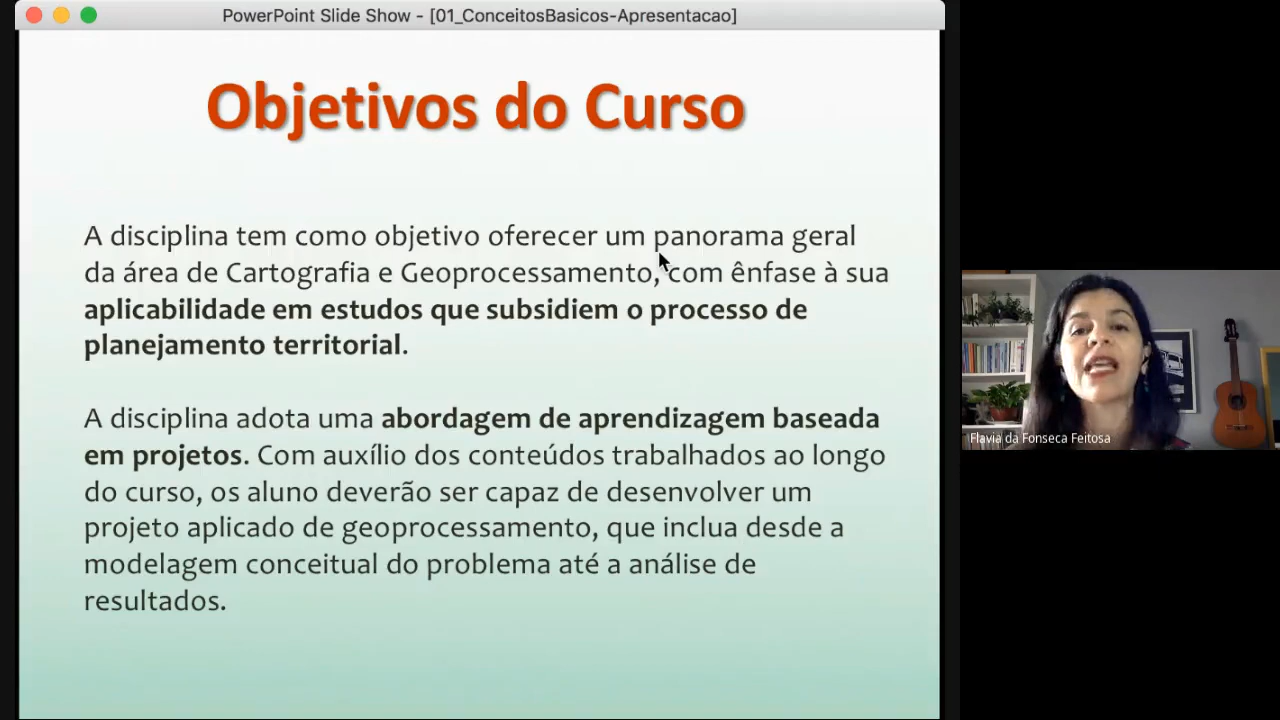 PowerPoint Slide Show - [01_ConceitosBasicos-Apresentacao]
Objetivos do Curso
A disciplina tem como objetivo oferecer um panorama geral
da área de Cartografia e Geoprocessamento, com ênfase à sua
aplicabilidade em estudos que subsidiem o processo de
planejamento territorial.
A disciplina adota uma abordagem de aprendizagem baseada
em projetos. Com auxílio dos conteúdos trabalhados ao longo
do curso, os aluno deverão ser capaz de desenvolver um
projeto aplicado de geoprocessamento, que inclua desde a
modelagem conceitual do problema até a análise de
resultados.
Flavia da Fonseca Feitosa